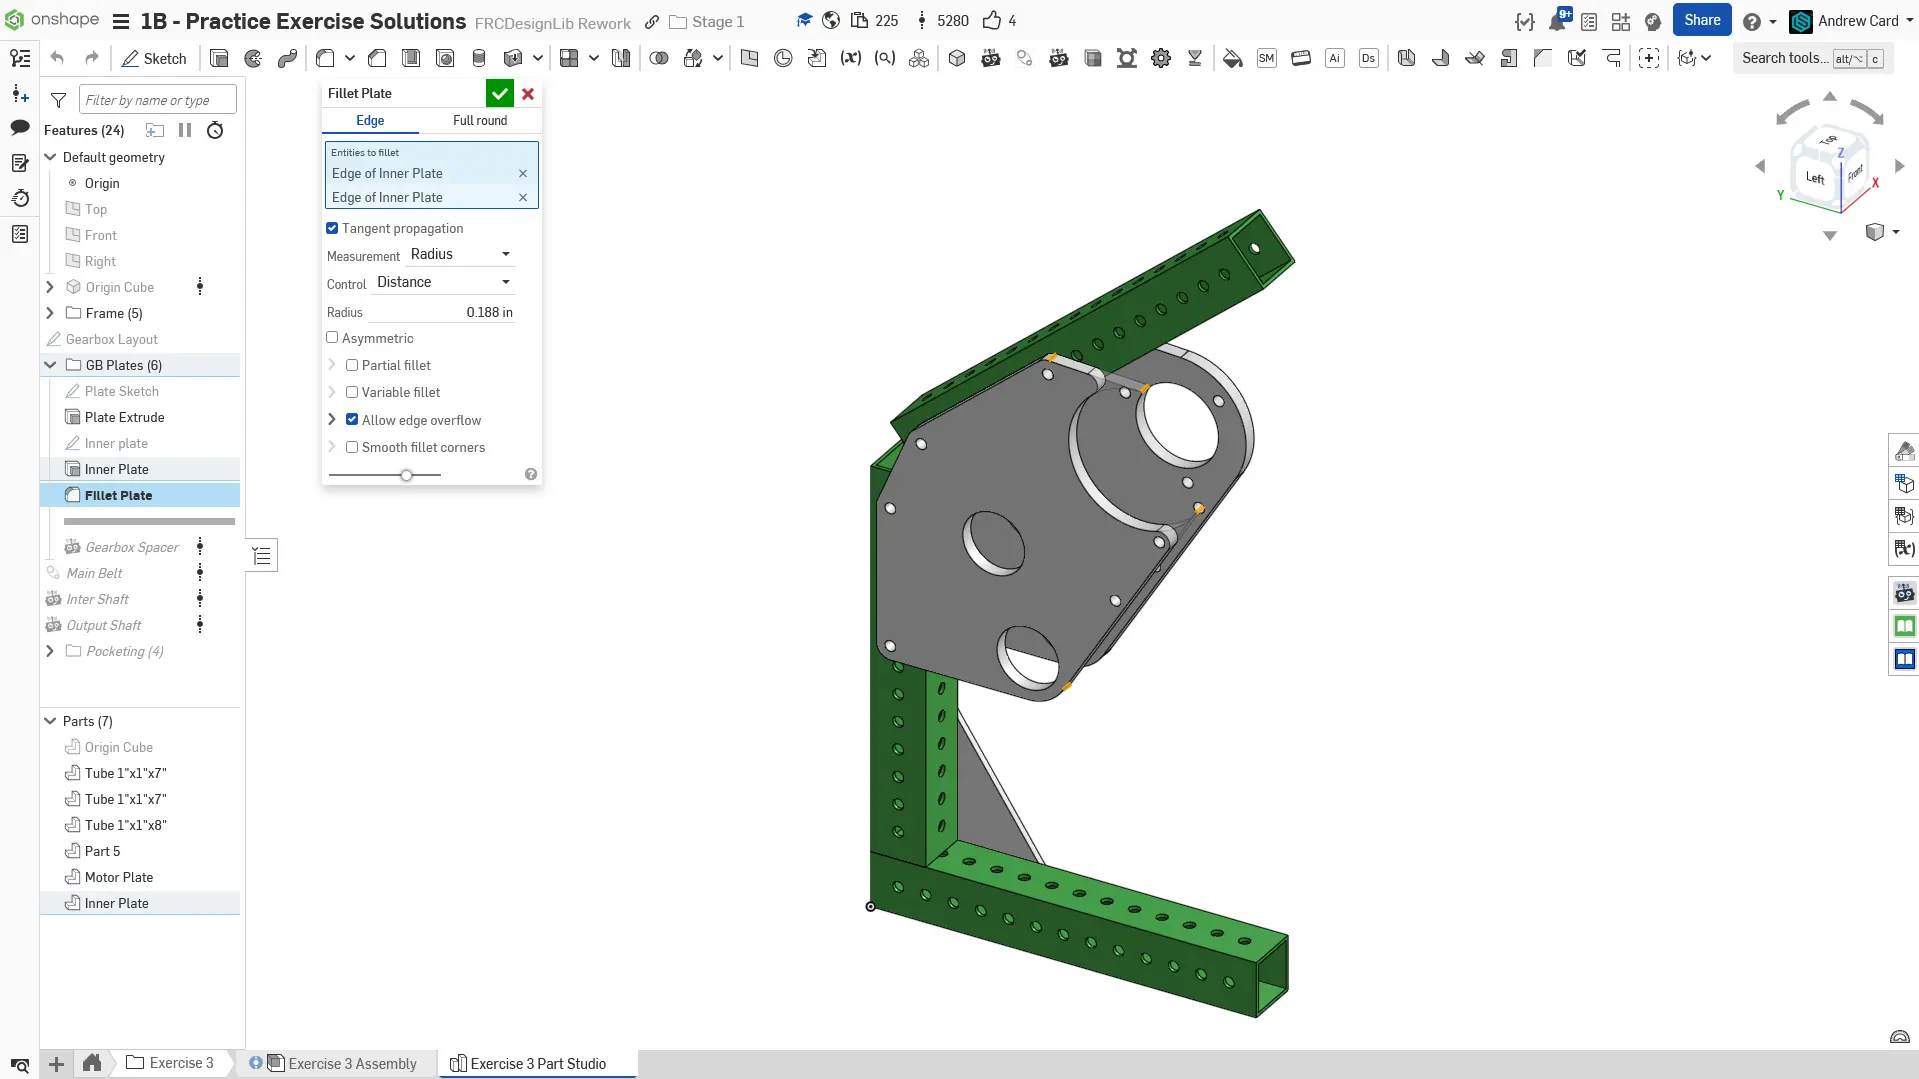 onshape
1B - Practice Exercise Solutions
FRCDesignLib Rework
Stage 1
225
5280
4
9+
Share
Andrew Card
Sketch
SM
Ai
Ds
Search tools...
alt/⌥
c
Filter by name or type
Features (24)
Default geometry
Origin
Top
Front
Right
Origin Cube
Frame (5)
Gearbox Layout
GB Plates (6)
Plate Sketch
Plate Extrude
Inner plate
Inner Plate
Fillet Plate
Gearbox Spacer
Main Belt
Inter Shaft
Output Shaft
Pocketing (4)
Parts (7)
Origin Cube
Tube 1"x1"x7"
Tube 1"x1"x7"
Tube 1"x1"x8"
Part 5
Motor Plate
Inner Plate
Fillet Plate
Edge
Full round
Entities to fillet
Edge of Inner Plate
Edge of Inner Plate
Tangent propagation
Measurement
Radius
Control
Distance
Radius
0.188 in
Asymmetric
Partial fillet
Variable fillet
Allow edge overflow
Smooth fillet corners
Top
Z
Left
Front
X
Y
Exercise 3
Exercise 3 Assembly
Exercise 3 Part Studio